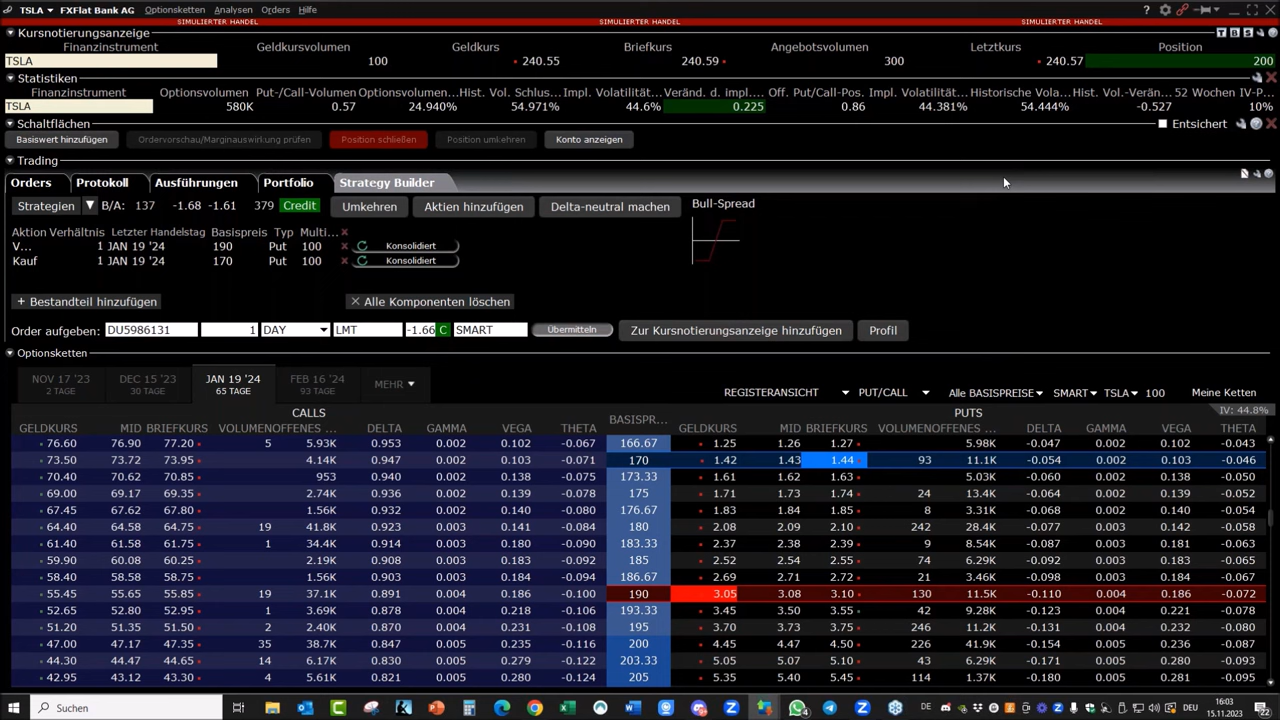 TSLA FXFlat Bank AG Optionsketten Analysen Orders Hilfe
SIMULIERTER HANDEL SIMULIERTER HANDEL SIMULIERTER HANDEL
Kursnotierungsanzeige
Finanzinstrument Geldkursvolumen Geldkurs Briefkurs Angebotsvolumen Letztkurs Position
TSLA 100 240.55 240.59 300 240.57 200
Statistiken
Finanzinstrument Optionsvolumen Put-/Call-Volumen Optionsvolumen... Hist. Vol. Schlus... Impl. Volatilität... Veränd. d. impl.... Off. Put/Call-Pos. Impl. Volatilität... Historische Vola... Hist. Vol.-Verän... 52 Wochen IV-P...
TSLA 580K 0.57 24.940% 54.971% 44.6% 0.225 0.86 44.381% 54.444% -0.527 10%
Schaltflächen Entsichert
Basiswert hinzufügen Ordervorschau/Marginauswirkung prüfen Position schließen Position umkehren Konto anzeigen
Trading
Orders Protokoll Ausführungen Portfolio Strategy Builder
Strategien B/A: 137 -1.68 -1.61 379 Credit Umkehren Aktien hinzufügen Delta-neutral machen Bull-Spread
Aktion Verhältnis Letzter Handelstag Basispreis Typ Multi...
V... 1 JAN 19 '24 190 Put 100 Konsolidiert
Kauf 1 JAN 19 '24 170 Put 100 Konsolidiert
+ Bestandteil hinzufügen Alle Komponenten löschen
Order aufgeben: DU5986131 1 DAY LMT -1.66 C SMART Übermitteln Zur Kursnotierungsanzeige hinzufügen Profil
Optionsketten
NOV 17 '23 DEC 15 '23 JAN 19 '24 FEB 16 '24 MEHR
2 TAGE 30 TAGE 65 TAGE 93 TAGE
REGISTERANSICHT PUT/CALL Alle BASISPREISE SMART TSLA 100 Meine Ketten
CALLS PUTS IV: 44.8%
GELDKURS MID BRIEFKURS VOLUMEN OFFENES ... DELTA GAMMA VEGA THETA BASISPR... GELDKURS MID BRIEFKURS VOLUMEN OFFENES ... DELTA GAMMA VEGA THETA
76.60 76.90 77.20 5 5.93K 0.953 0.002 0.102 -0.067 166.67 1.25 1.26 1.27 5.98K -0.047 0.002 0.102 -0.043
73.50 73.72 73.95 4.14K 0.947 0.002 0.103 -0.071 170 1.42 1.43 1.44 93 11.1K -0.054 0.002 0.103 -0.046
70.40 70.62 70.85 953 0.940 0.002 0.138 -0.075 173.33 1.61 1.62 1.63 5.03K -0.060 0.002 0.138 -0.050
69.00 69.17 69.35 2.74K 0.936 0.002 0.139 -0.077 175 1.71 1.73 1.74 24 13.4K -0.064 0.002 0.139 -0.052
67.45 67.62 67.80 1.56K 0.932 0.002 0.140 -0.080 176.67 1.83 1.84 1.85 8 3.31K -0.068 0.002 0.140 -0.054
64.40 64.58 64.75 19 41.8K 0.923 0.003 0.141 -0.084 180 2.08 2.09 2.10 242 28.4K -0.077 0.003 0.142 -0.058
61.40 61.58 61.75 1 34.4K 0.914 0.003 0.181 -0.090 183.33 2.37 2.38 2.39 9 8.54K -0.087 0.003 0.181 -0.063
59.90 60.08 60.25 2.19K 0.908 0.003 0.183 -0.092 185 2.52 2.54 2.55 74 6.29K -0.092 0.003 0.183 -0.066
58.40 58.58 58.75 1.56K 0.903 0.003 0.184 -0.094 186.67 2.69 2.71 2.72 21 3.46K -0.098 0.003 0.184 -0.068
55.45 55.65 55.85 19 37.1K 0.891 0.003 0.186 -0.100 190 3.05 3.08 3.10 130 11.5K -0.110 0.004 0.186 -0.072
52.65 52.80 52.95 1 3.69K 0.878 0.004 0.218 -0.106 193.33 3.45 3.50 3.55 42 9.28K -0.123 0.004 0.221 -0.078
51.20 51.35 51.50 2 2.40K 0.870 0.004 0.231 -0.108 195 3.70 3.73 3.75 246 11.2K -0.130 0.004 0.232 -0.080
47.00 47.17 47.35 35 38.7K 0.847 0.005 0.235 -0.116 200 4.45 4.47 4.50 226 41.9K -0.154 0.005 0.236 -0.087
44.30 44.47 44.65 14 6.17K 0.830 0.005 0.279 -0.122 203.33 5.05 5.07 5.10 43 6.29K -0.171 0.005 0.280 -0.093
42.95 43.12 43.30 4 5.61K 0.821 0.005 0.280 -0.124 205 5.35 5.40 5.45 114 1.37K -0.180 0.005 0.281 -0.095
Suchen DE DEU 16:03
15.11.2023